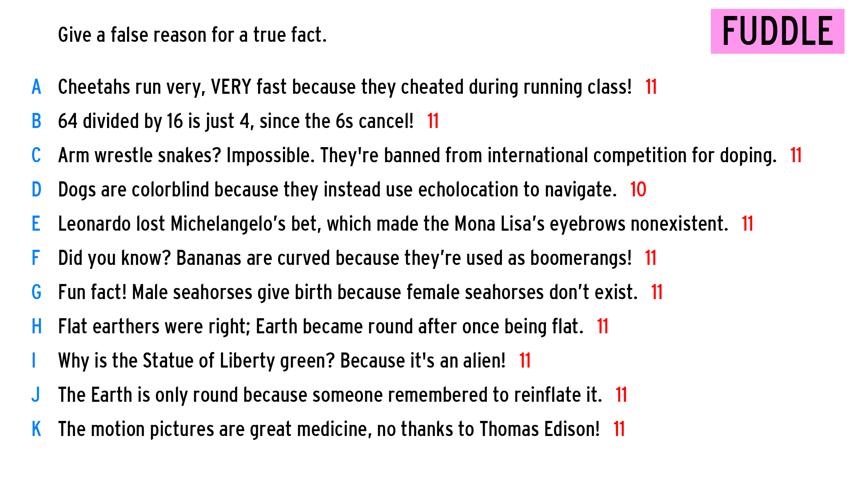 Give a false reason for a true fact.
FUDDLE
A Cheetahs run very, VERY fast because they cheated during running class! 11
B 64 divided by 16 is just 4, since the 6s cancel! 11
C Arm wrestle snakes? Impossible. They're banned from international competition for doping. 11
D Dogs are colorblind because they instead use echolocation to navigate. 10
E Leonardo lost Michelangelo’s bet, which made the Mona Lisa’s eyebrows nonexistent. 11
F Did you know? Bananas are curved because they’re used as boomerangs! 11
G Fun fact! Male seahorses give birth because female seahorses don’t exist. 11
H Flat earthers were right; Earth became round after once being flat. 11
I Why is the Statue of Liberty green? Because it's an alien! 11
J The Earth is only round because someone remembered to reinflate it. 11
K The motion pictures are great medicine, no thanks to Thomas Edison! 11